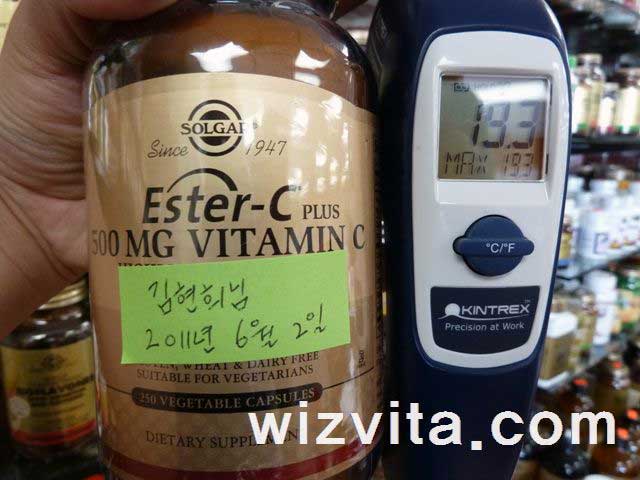 SOLGAR
Since 1947
Ester-C PLUS
500 MG VITAMIN C
김현희님
2011년 6월 2일
WHEAT & DAIRY FREE
SUITABLE FOR VEGETARIANS
250 VEGETABLE CAPSULES
DIETARY SUPPLEMENT
19.3
MAX 19.3
°C/°F
KINTREX
Precision at Work
SOLGAR
wizvita.com